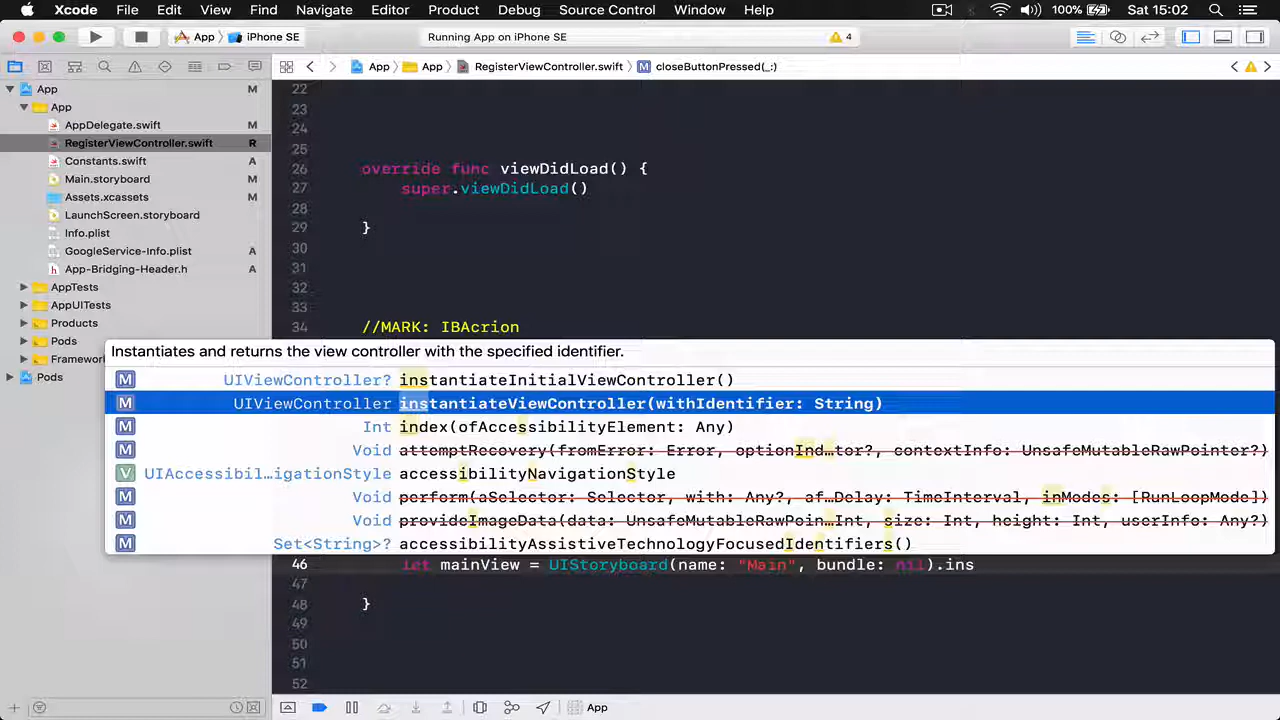 Xcode File Edit View Find Navigate Editor Product Debug Source Control Window Help 100% Sat 15:02
App iPhone SE Running App on iPhone SE 4
App App RegisterViewController.swift M closeButtonPressed(_:)
App M
App
AppDelegate.swift M
RegisterViewController.swift R
Constants.swift A
Main.storyboard M
Assets.xcassets M
LaunchScreen.storyboard
Info.plist
GoogleService-Info.plist A
h App-Bridging-Header.h A
AppTests
AppUITests
Products
Pods
Framework
Pods
22
23
24
25
26 override func viewDidLoad() {
27 super.viewDidLoad()
28
29 }
30
31
32
33
34 //MARK: IBAcrion
Instantiates and returns the view controller with the specified identifier.
M UIViewController? instantiateInitialViewController()
M UIViewController instantiateViewController(withIdentifier: String)
M Int index(ofAccessibilityElement: Any)
M Void attemptRecovery(fromError: Error, optionInd…tor?, contextInfo: UnsafeMutableRawPointer?)
V UIAccessibil…igationStyle accessibilityNavigationStyle
M Void perform(aSelector: Selector, with: Any?, af…Delay: TimeInterval, inModes: [RunLoopMode])
M Void provideImageData(data: UnsafeMutableRawPoin…Int, size: Int, height: Int, userInfo: Any?)
M Set<String>? accessibilityAssistiveTechnologyFocusedIdentifiers()
46 let mainView = UIStoryboard(name: "Main", bundle: nil).ins
47
48 }
49
50
51
52
App